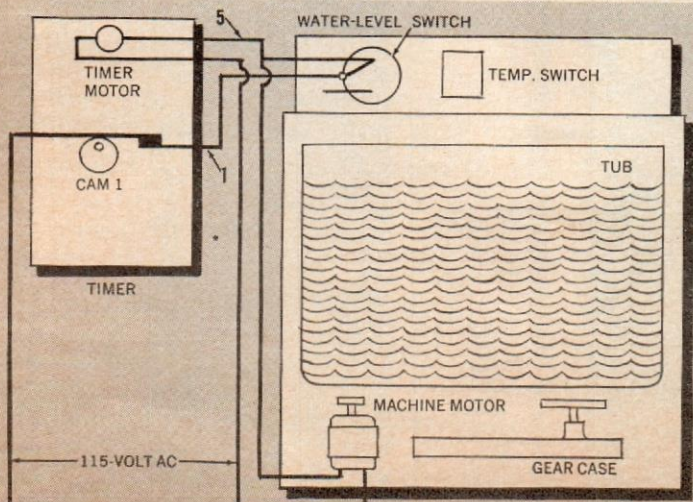 5
WATER-LEVEL SWITCH
TIMER
MOTOR
TEMP. SWITCH
CAM 1
1
TUB
TIMER
MACHINE MOTOR
115-VOLT AC
GEAR CASE